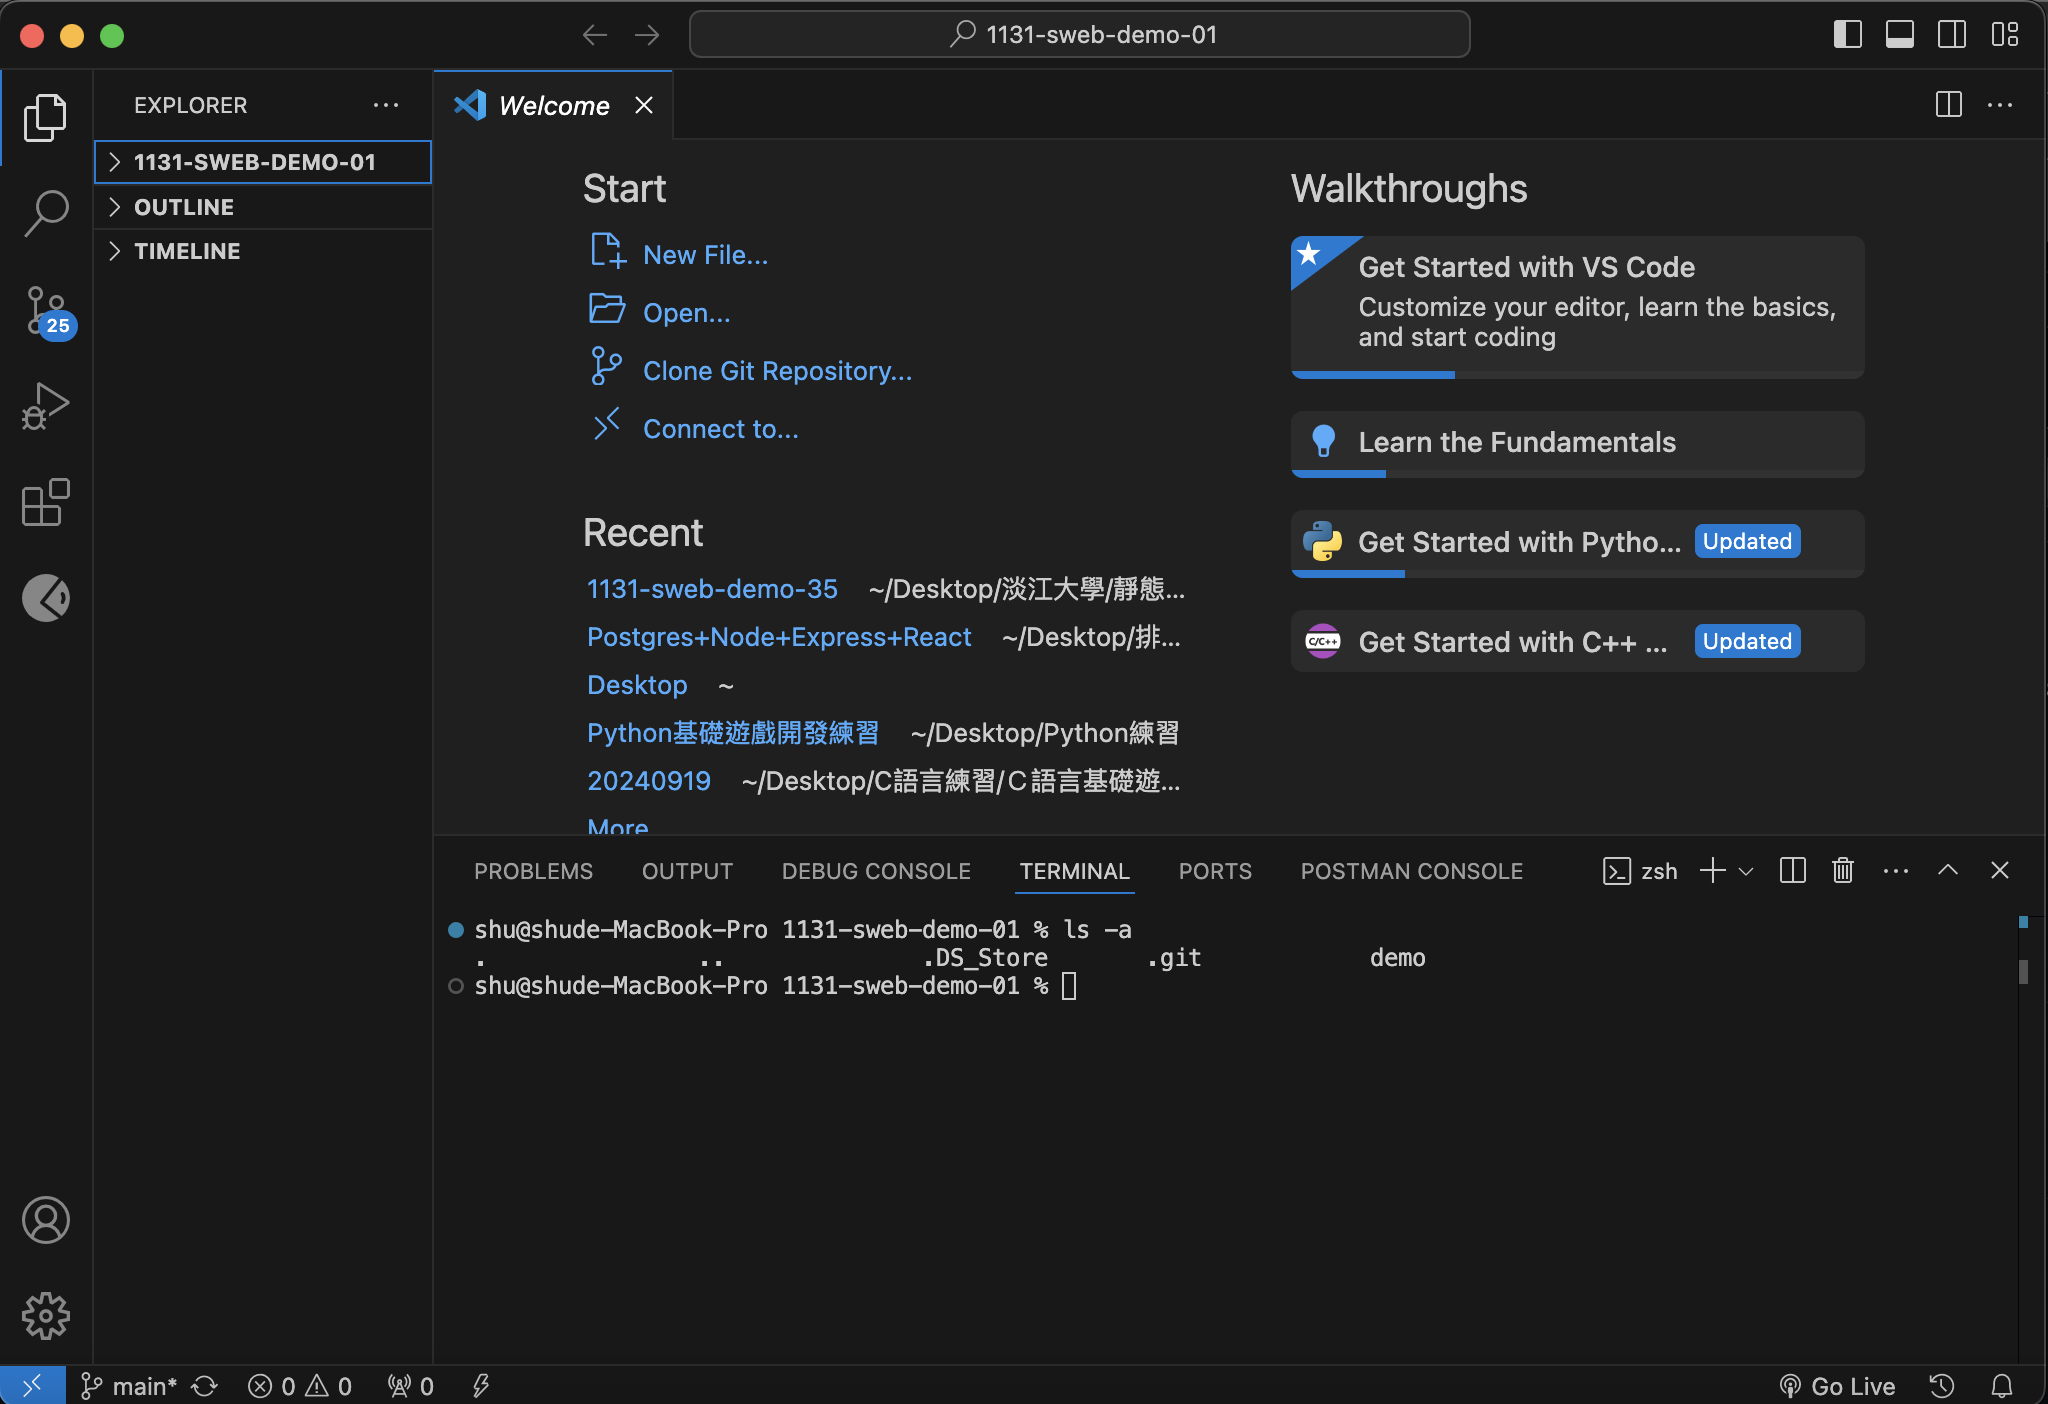 1131-sweb-demo-01
EXPLORER
1131-SWEB-DEMO-01
OUTLINE
TIMELINE
25
Welcome
Start
New File...
Open...
Clone Git Repository...
Connect to...
Recent
1131-sweb-demo-35 ~/Desktop/淡江大學/靜態...
Postgres+Node+Express+React ~/Desktop/排...
Desktop ~
Python基礎遊戲開發練習 ~/Desktop/Python練習
20240919 ~/Desktop/C語言練習/C語言基礎遊...
More
Walkthroughs
Get Started with VS Code
Customize your editor, learn the basics,
and start coding
Learn the Fundamentals
Get Started with Pytho... Updated
C/C++
Get Started with C++ ... Updated
PROBLEMS OUTPUT DEBUG CONSOLE TERMINAL PORTS POSTMAN CONSOLE zsh
shu@shude-MacBook-Pro 1131-sweb-demo-01 % ls -a
. .. .DS_Store .git demo
shu@shude-MacBook-Pro 1131-sweb-demo-01 %
main* 0 0 0 Go Live